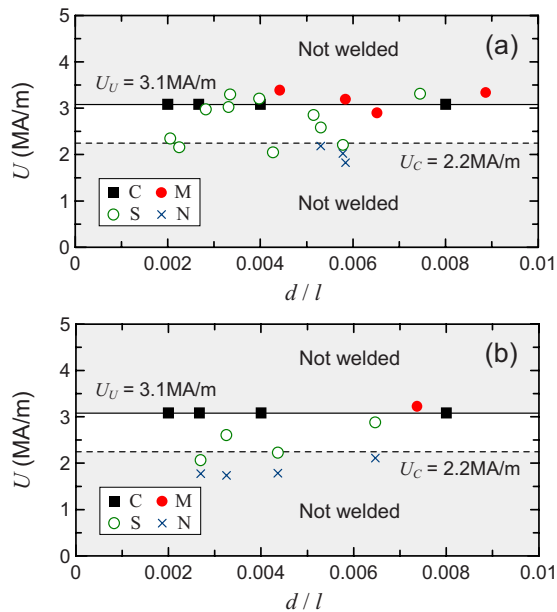 5
Not welded
(a)
4
U_U = 3.1MA/m
3
U (MA/m)
2
U_C = 2.2MA/m
C M
Not welded
1
S N
0
0 0.002 0.004 0.006 0.008 0.01
d / l
5
Not welded
(b)
4
U_U = 3.1MA/m
3
U (MA/m)
2
U_C = 2.2MA/m
C M
Not welded
1
S N
0
0 0.002 0.004 0.006 0.008 0.01
d / l